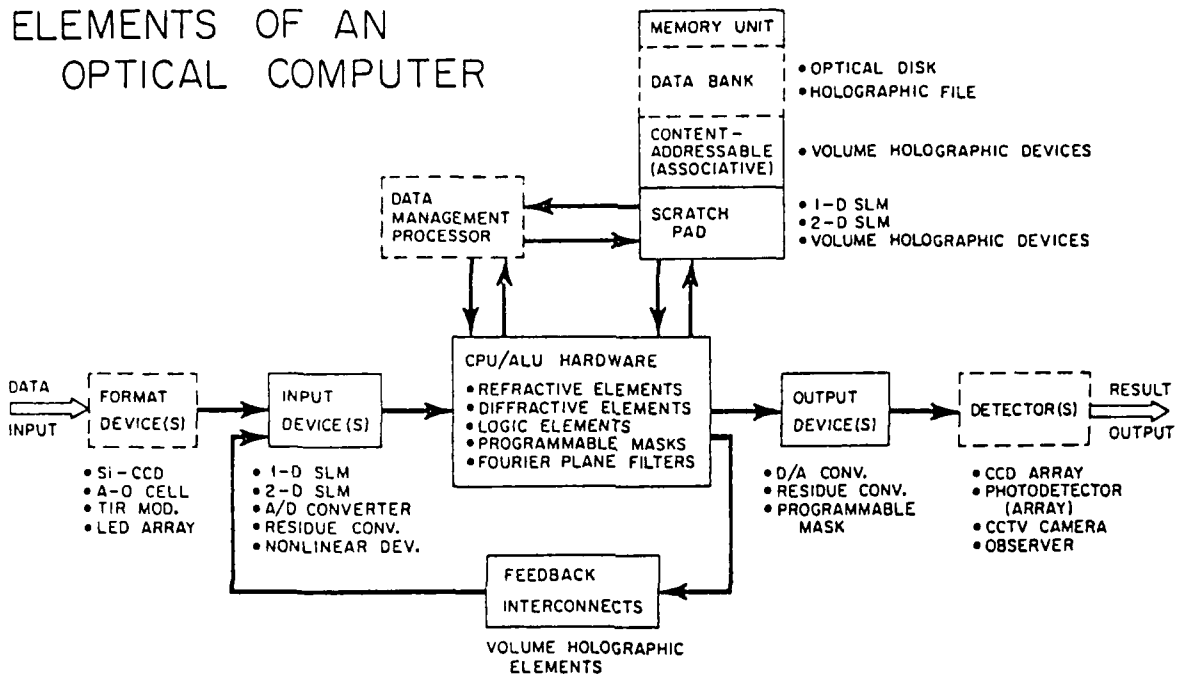 ELEMENTS OF AN
OPTICAL COMPUTER
MEMORY UNIT
DATA BANK
• OPTICAL DISK
• HOLOGRAPHIC FILE
CONTENT-
ADDRESSABLE
(ASSOCIATIVE)
• VOLUME HOLOGRAPHIC DEVICES
SCRATCH
PAD
• 1-D SLM
• 2-D SLM
• VOLUME HOLOGRAPHIC DEVICES
DATA
MANAGEMENT
PROCESSOR
DATA
INPUT
FORMAT
DEVICE(S)
• Si-CCD
• A-O CELL
• TIR MOD.
• LED ARRAY
INPUT
DEVICE(S)
• 1-D SLM
• 2-D SLM
• A/D CONVERTER
• RESIDUE CONV.
• NONLINEAR DEV.
CPU/ALU HARDWARE
• REFRACTIVE ELEMENTS
• DIFFRACTIVE ELEMENTS
• LOGIC ELEMENTS
• PROGRAMMABLE MASKS
• FOURIER PLANE FILTERS
OUTPUT
DEVICE(S)
• D/A CONV.
• RESIDUE CONV.
• PROGRAMMABLE
MASK
DETECTOR(S)
• CCD ARRAY
• PHOTODETECTOR
(ARRAY)
• CCTV CAMERA
• OBSERVER
RESULT
OUTPUT
FEEDBACK
INTERCONNECTS
VOLUME HOLOGRAPHIC
ELEMENTS